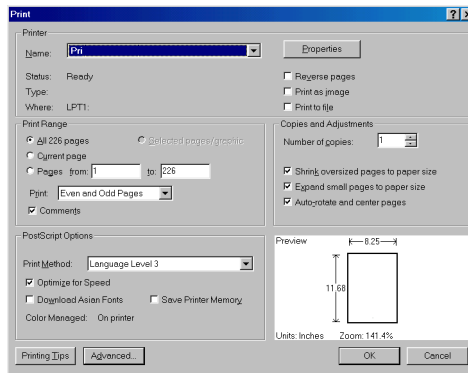 Print
Printer
Name: Pri
Properties
Status: Ready
Type:
Where: LPT1:
Reverse pages
Print as image
Print to file
Print Range
All 226 pages
Selected pages/graphic
Current page
Pages from: 1 to: 226
Print: Even and Odd Pages
Comments
Copies and Adjustments
Number of copies: 1
Shrink oversized pages to paper size
Expand small pages to paper size
Auto-rotate and center pages
PostScript Options
Print Method: Language Level 3
Optimize for Speed
Download Asian Fonts
Save Printer Memory
Color Managed: On printer
Preview
8.25
11.68
Units: Inches Zoom: 141.4%
Printing Tips
Advanced...
OK
Cancel